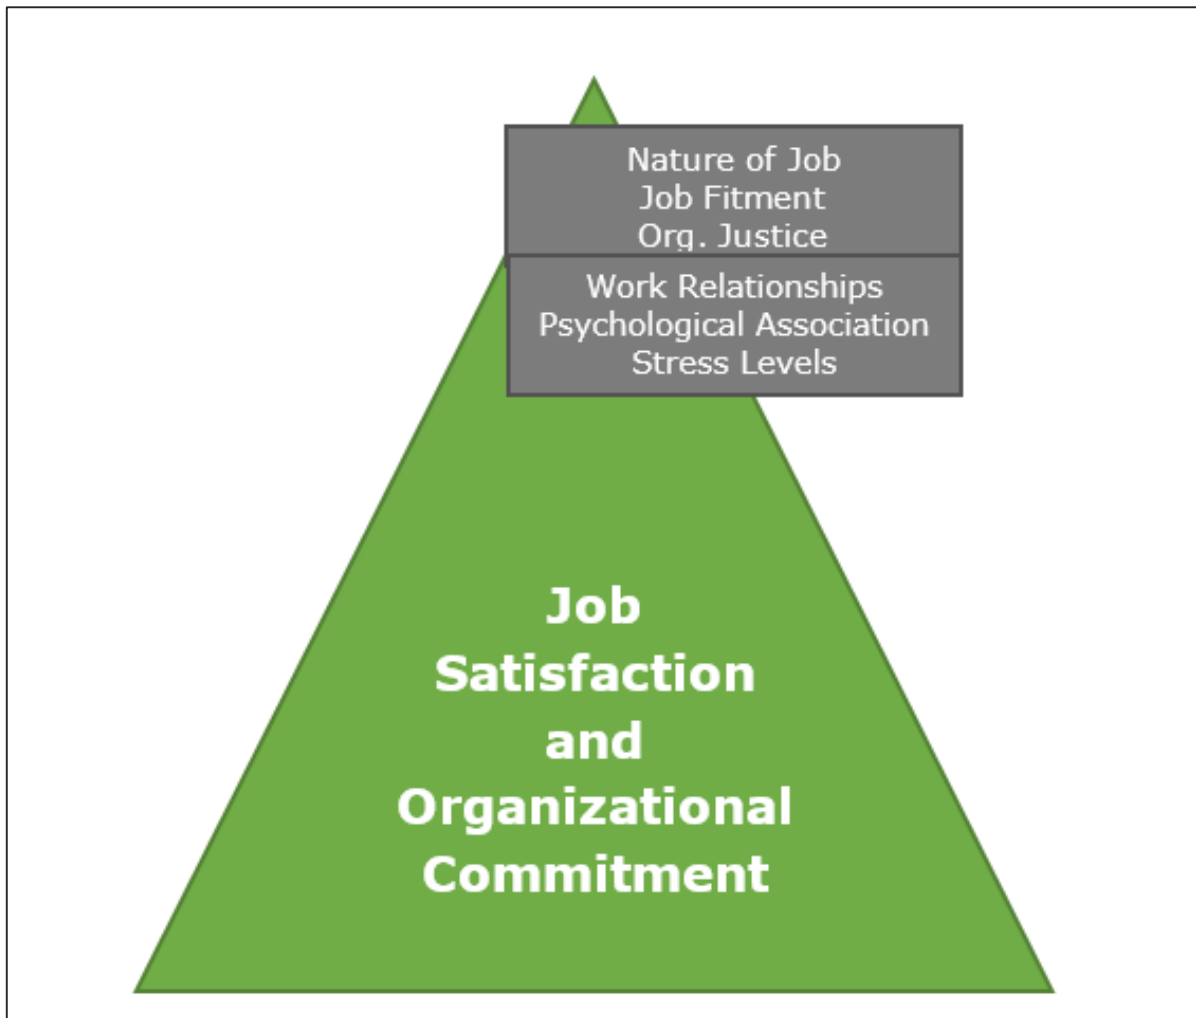 Nature of Job
Job Fitment
Org. Justice
Work Relationships
Psychological Association
Stress Levels
Job
Satisfaction
and
Organizational
Commitment